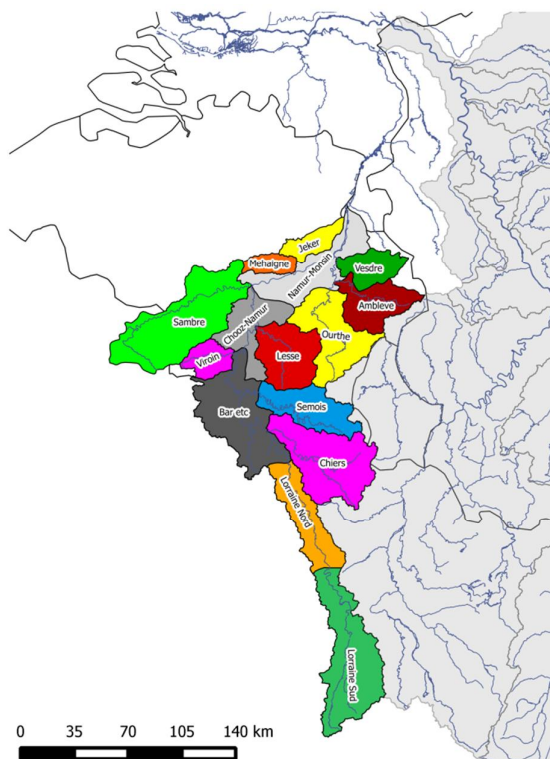 Jeker
Mehaigne
Namur-Monsin
Vesdre
Ambleve
Sambre
Chooz-Namur
Ourthe
Viroin
Lesse
Semois
Bar etc
Chiers
Lorraine Nord
Lorraine Sud
0 35 70 105 140 km